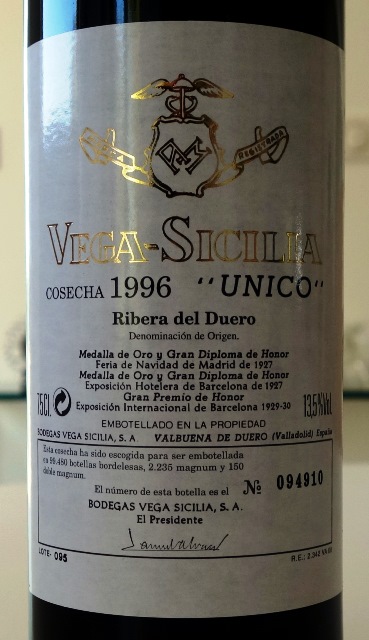 REGISTRADA
VEGA-SICILIA
COSECHA 1996 "UNICO"
Ribera del Duero
Denominación de Origen.
Medalla de Oro y Gran Diploma de Honor
Feria de Navidad de Madrid de 1927
Medalla de Oro y Gran Diploma de Honor
Exposición Hotelera de Barcelona de 1927
Gran Premio de Honor
75Cl. Exposición Internacional de Barcelona 1929-30 13,5%Vol.
EMBOTELLADO EN LA PROPIEDAD
BODEGAS VEGA SICILIA, S. A VALBUENA DE DUERO (Valladolid) España
Esta cosecha ha sido escogida para ser embotellada
en 99.480 botellas bordelesas, 2.235 magnum y 150
doble magnum.
El número de esta botella es el Nº 094910
BODEGAS VEGA SICILIA, S. A.
El Presidente
LOTE: 095